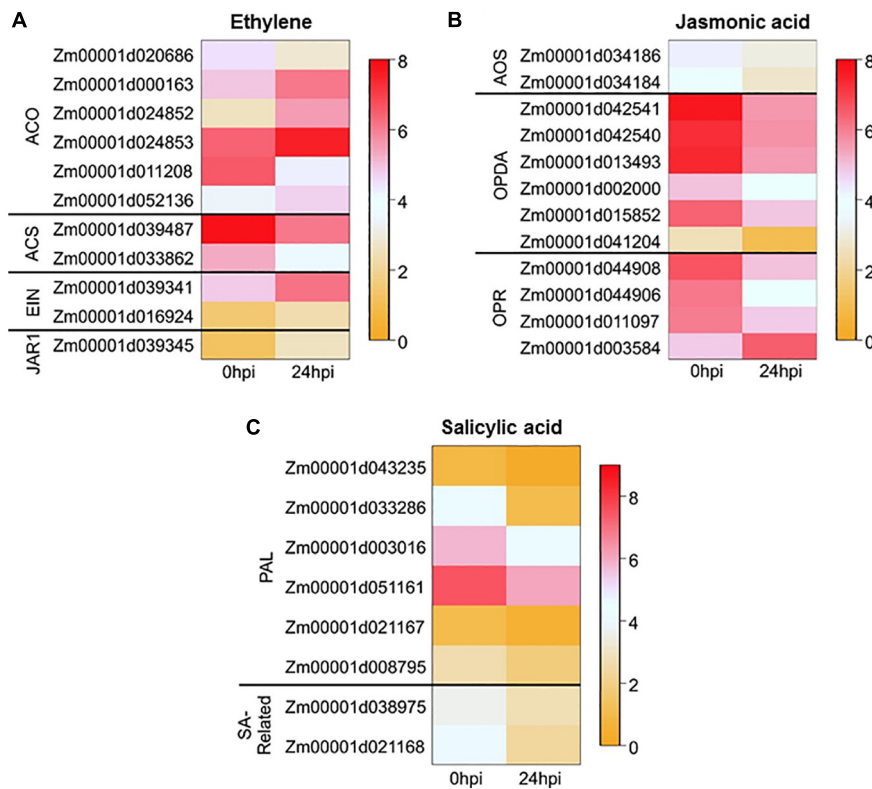 A
Ethylene
ACO
Zm00001d020686
Zm00001d000163
Zm00001d024852
Zm00001d024853
Zm00001d011208
Zm00001d052136
ACS
Zm00001d039487
Zm00001d033862
EIN
Zm00001d039341
Zm00001d016924
JAR1
Zm00001d039345
0hpi 24hpi
8
6
4
2
0
B
Jasmonic acid
AOS
Zm00001d034186
Zm00001d034184
OPDA
Zm00001d042541
Zm00001d042540
Zm00001d013493
Zm00001d002000
Zm00001d015852
Zm00001d041204
OPR
Zm00001d044908
Zm00001d044906
Zm00001d011097
Zm00001d003584
0hpi 24hpi
8
6
4
2
0
C
Salicylic acid
PAL
Zm00001d043235
Zm00001d033286
Zm00001d003016
Zm00001d051161
Zm00001d021167
Zm00001d008795
SA-
Related
Zm00001d038975
Zm00001d021168
0hpi 24hpi
8
6
4
2
0